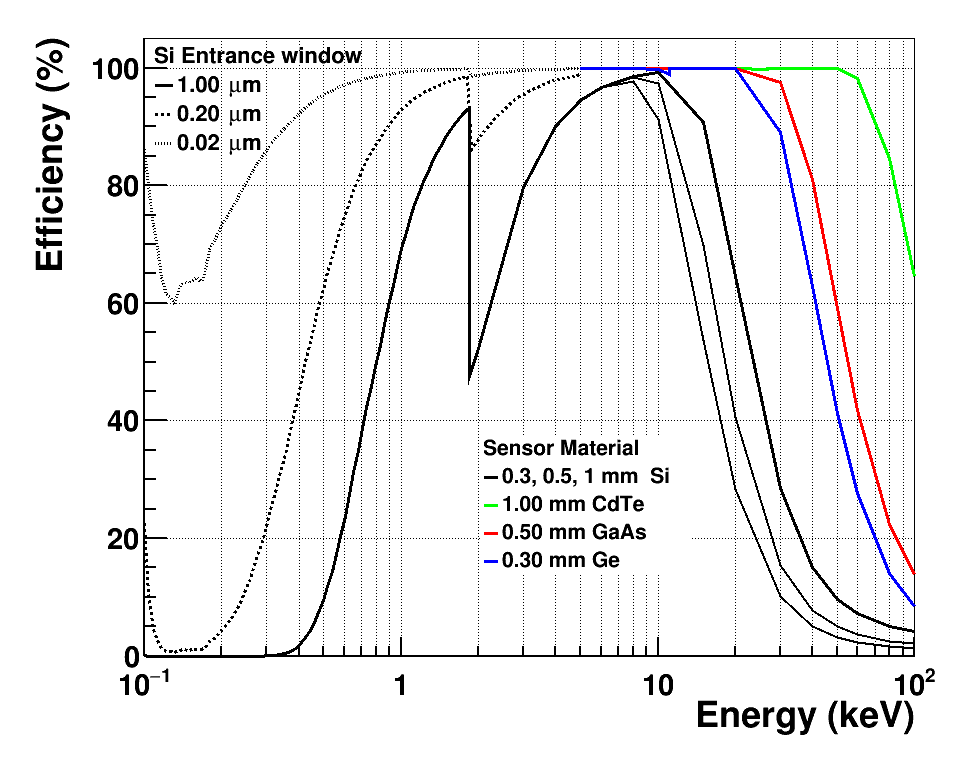 Si Entrance window
1.00 μm
0.20 μm
0.02 μm
Efficiency (%)
100
80
60
40
20
0
Sensor Material
0.3, 0.5, 1 mm Si
1.00 mm CdTe
0.50 mm GaAs
0.30 mm Ge
10⁻¹ 1 10 10²
Energy (keV)